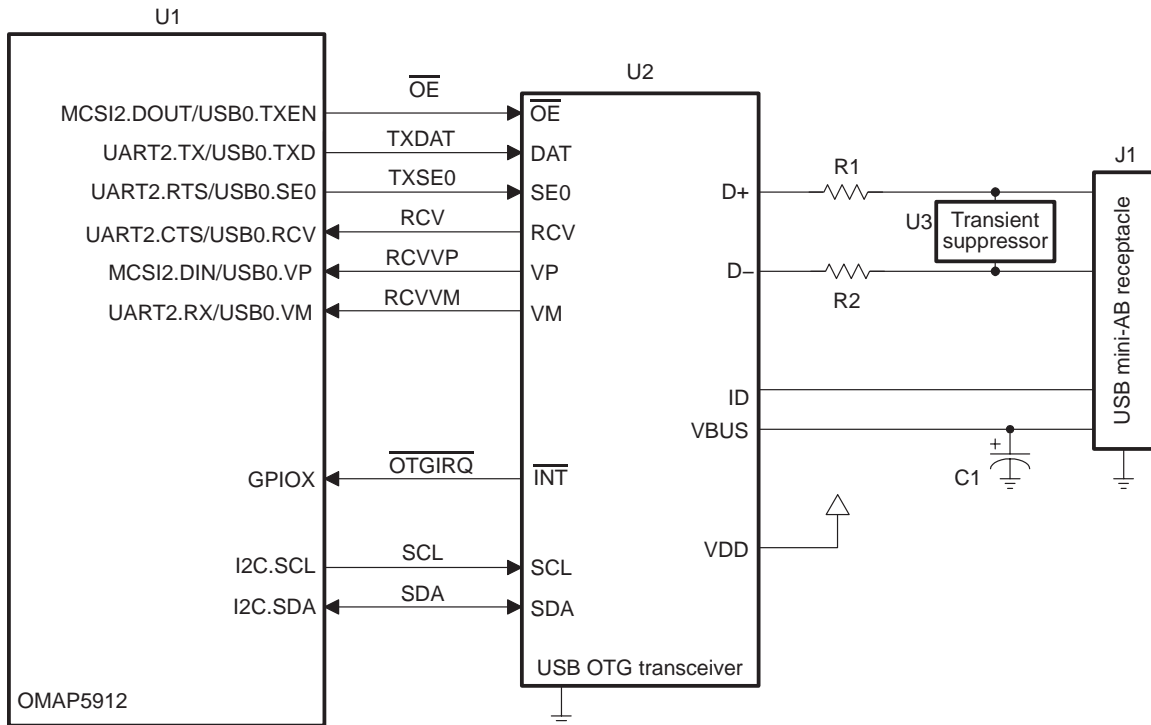 U1
MCSI2.DOUT/USB0.TXEN
UART2.TX/USB0.TXD
UART2.RTS/USB0.SE0
UART2.CTS/USB0.RCV
MCSI2.DIN/USB0.VP
UART2.RX/USB0.VM
GPIOX
I2C.SCL
I2C.SDA
OMAP5912
OE
TXDAT
TXSE0
RCV
RCVVP
RCVVM
OTGIRQ
SCL
SDA
U2
OE
DAT
SE0
RCV
VP
VM
INT
SCL
SDA
D+
D−
ID
VBUS
VDD
USB OTG transceiver
R1
U3
Transient
suppressor
R2
+
C1
J1
USB mini-AB receptacle